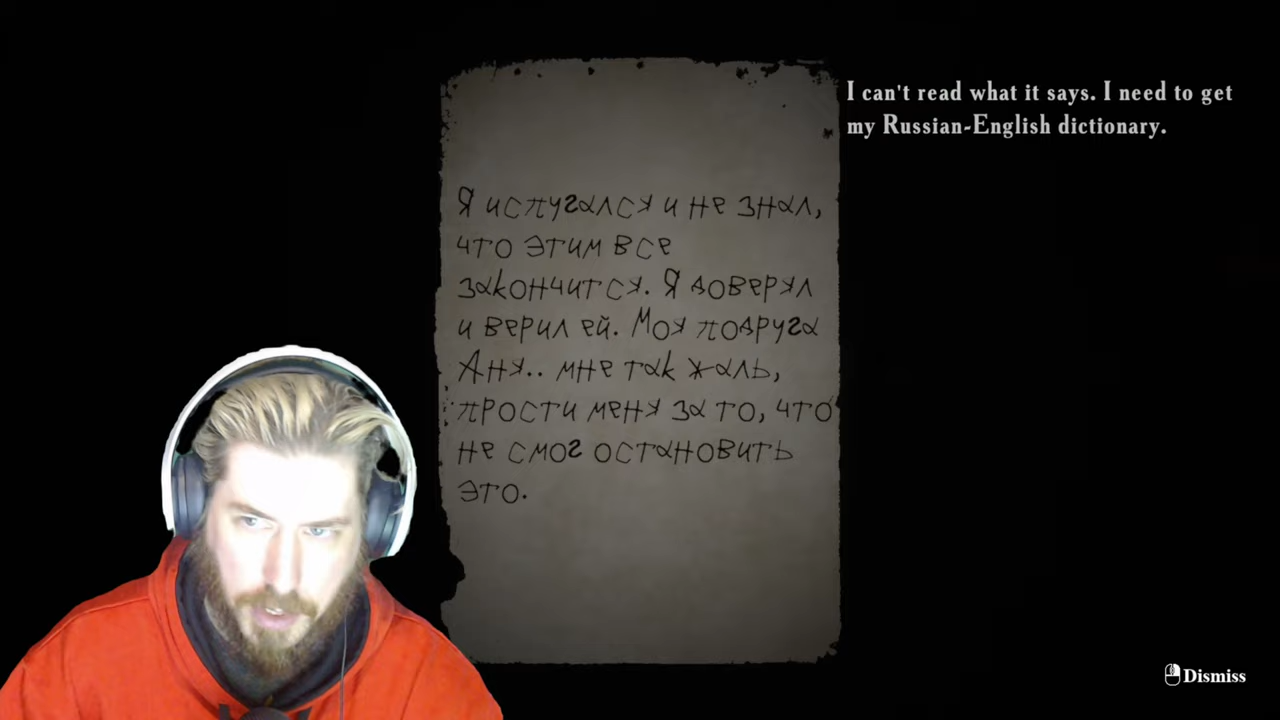 I can't read what it says. I need to get
my Russian-English dictionary.
Я испугался и не знал,
что этим все
закончится. Я доверял
и верил ей. Моя подруга
Аня.. мне так жаль,
прости меня за то, что
не смог остановить
это.
Dismiss